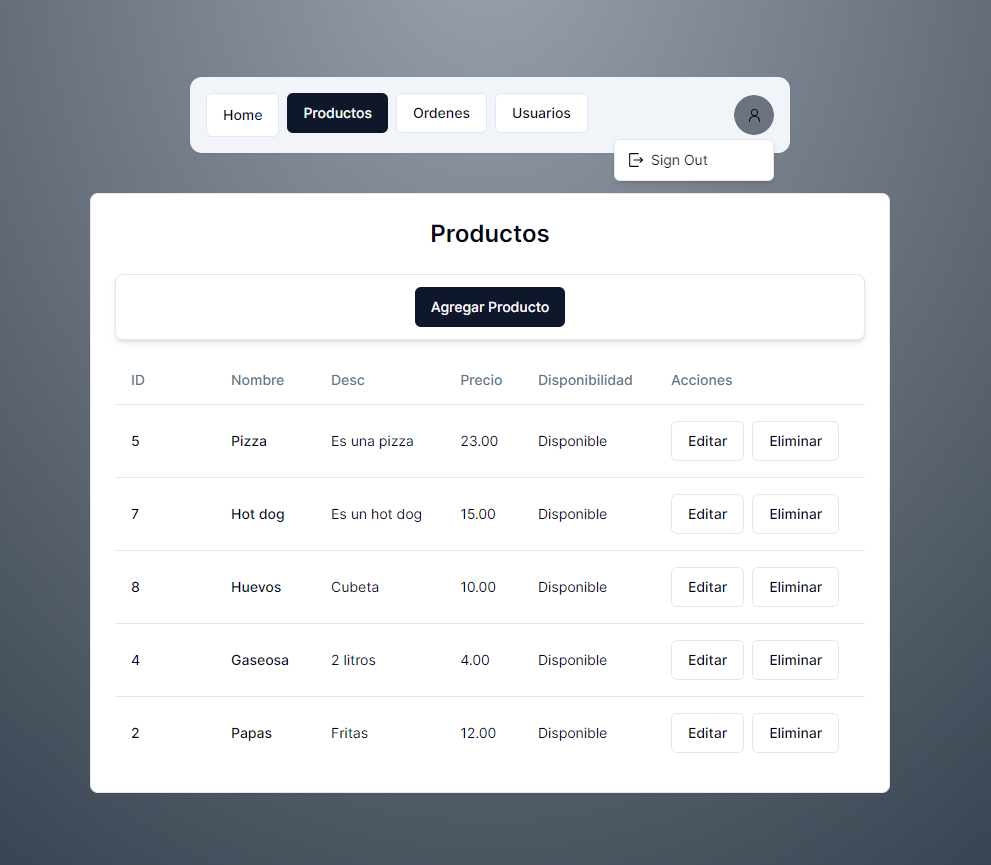 Home Productos Ordenes Usuarios
Sign Out
Productos
Agregar Producto
ID Nombre Desc Precio Disponibilidad Acciones
5 Pizza Es una pizza 23.00 Disponible Editar Eliminar
7 Hot dog Es un hot dog 15.00 Disponible Editar Eliminar
8 Huevos Cubeta 10.00 Disponible Editar Eliminar
4 Gaseosa 2 litros 4.00 Disponible Editar Eliminar
2 Papas Fritas 12.00 Disponible Editar Eliminar